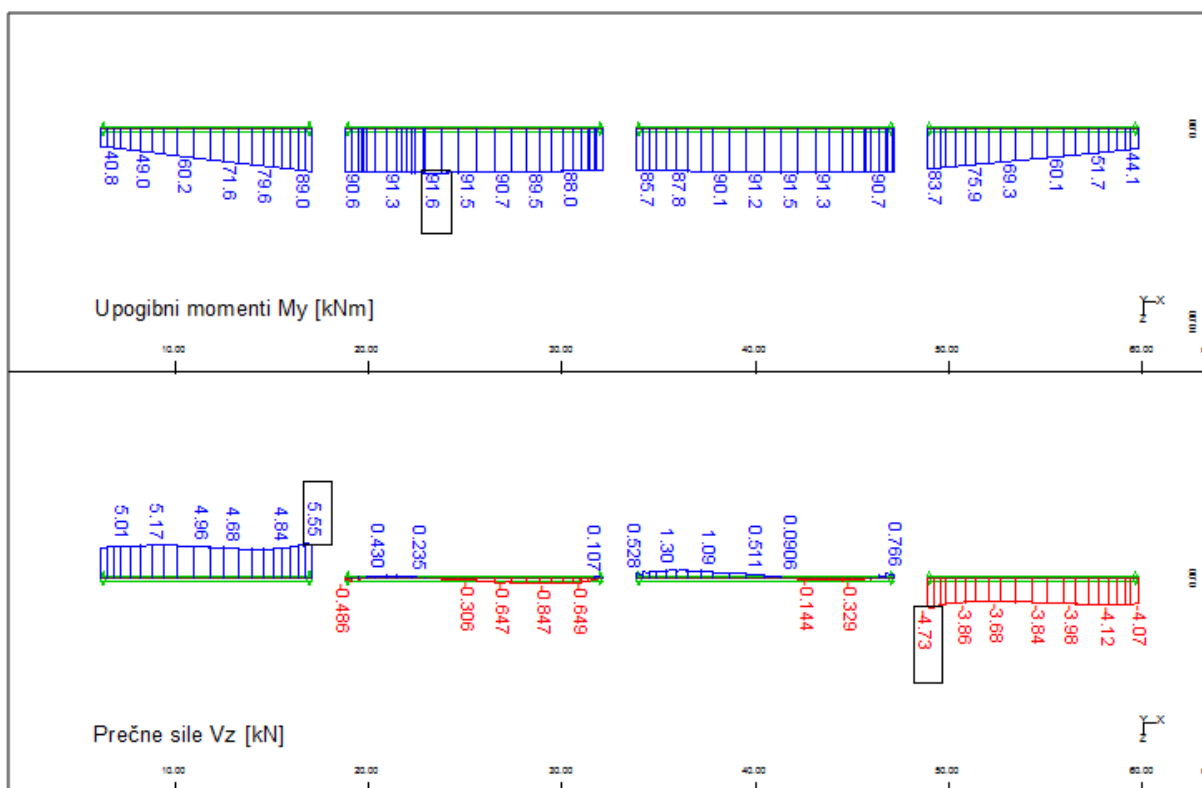 40.8 49.0 60.2 71.6 79.6 89.0 90.6 91.3 91.6 91.5 90.7 89.5 88.0 85.7 87.8 90.1 91.2 91.5 91.3 90.7 83.7 75.9 69.3 60.1 51.7 44.1
Upogibni momenti My [kNm]
Y X
Z
10.00 20.00 30.00 40.00 50.00 60.00
5.01 5.17 4.96 4.68 4.84 5.55 0.430 0.235 0.107 0.528 1.30 1.09 0.511 0.0906 0.766
-0.486 -0.306 -0.647 -0.847 -0.649 -0.144 -0.329 -4.73 -3.86 -3.68 -3.84 -3.98 -4.12 -4.07
Prečne sile Vz [kN]
Y X
Z
10.00 20.00 30.00 40.00 50.00 60.00